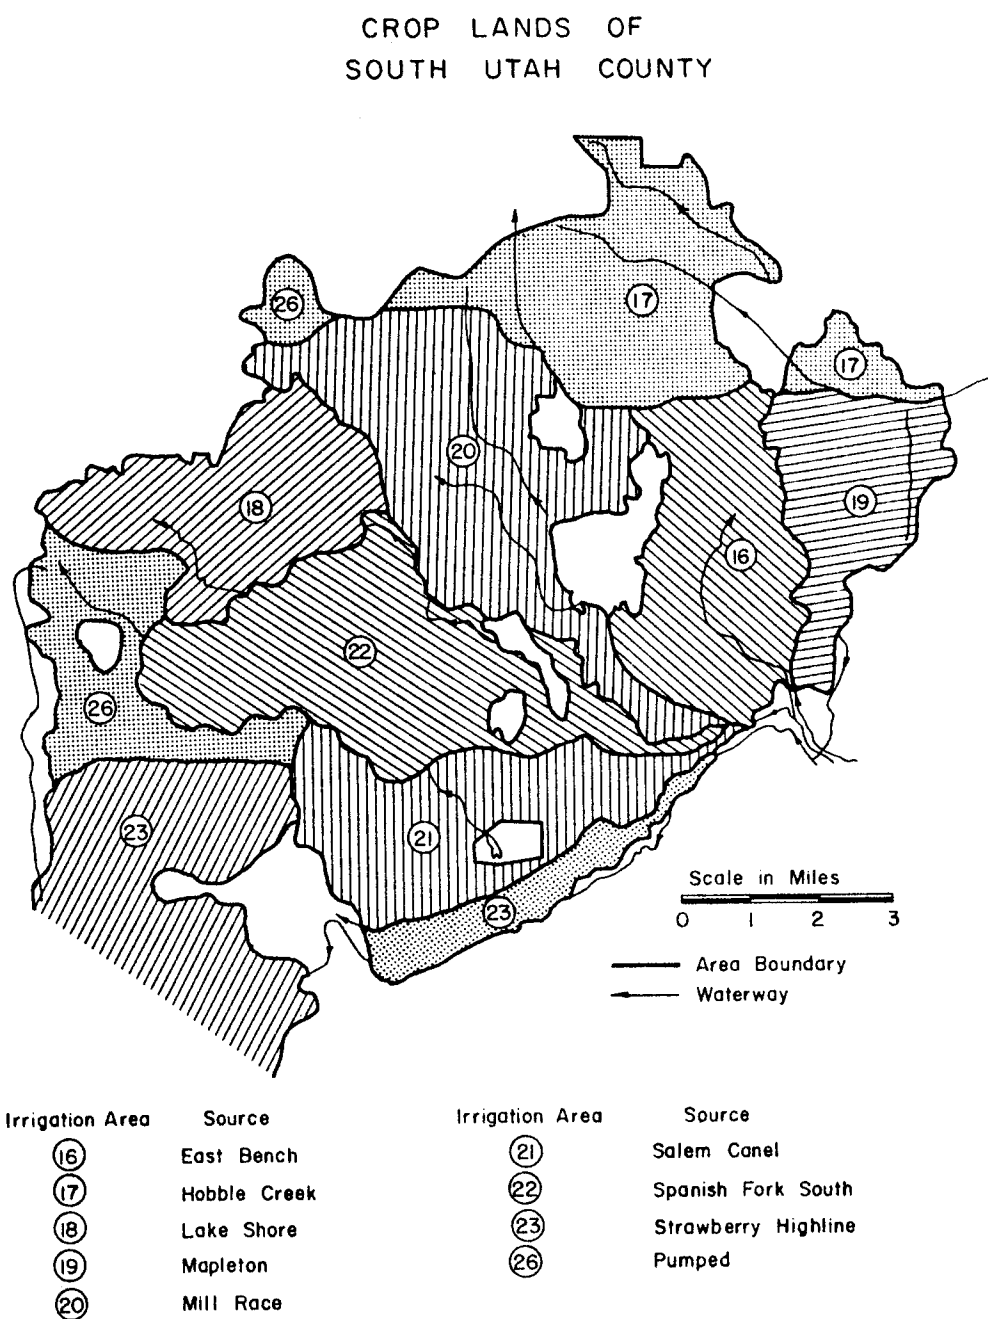 CROP LANDS OF
SOUTH UTAH COUNTY
26
17
17
20
18
19
16
22
26
23
21
23
Scale in Miles
0 1 2 3
Area Boundary
Waterway
Irrigation Area Source
16 East Bench
17 Hobble Creek
18 Lake Shore
19 Mapleton
20 Mill Race
Irrigation Area Source
21 Salem Canel
22 Spanish Fork South
23 Strawberry Highline
26 Pumped